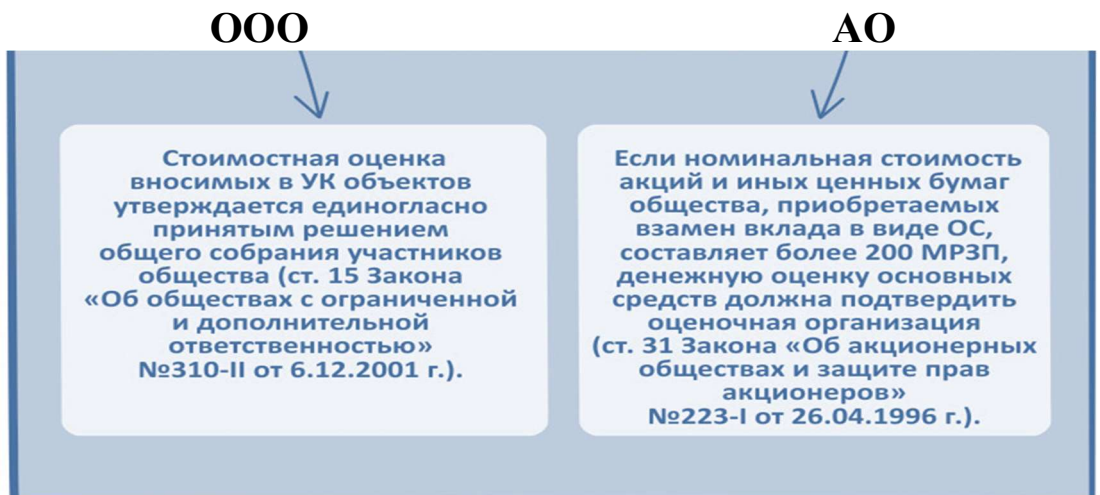 ООО
АО
Стоимостная оценка
вносимых в УК объектов
утверждается единогласно
принятым решением
общего собрания участников
общества (ст. 15 Закона
«Об обществах с ограниченной
и дополнительной
ответственностью»
№310-II от 6.12.2001 г.).
Если номинальная стоимость
акций и иных ценных бумаг
общества, приобретаемых
взамен вклада в виде ОС,
составляет более 200 МРЗП,
денежную оценку основных
средств должна подтвердить
оценочная организация
(ст. 31 Закона «Об акционерных
обществах и защите прав
акционеров»
№223-I от 26.04.1996 г.).